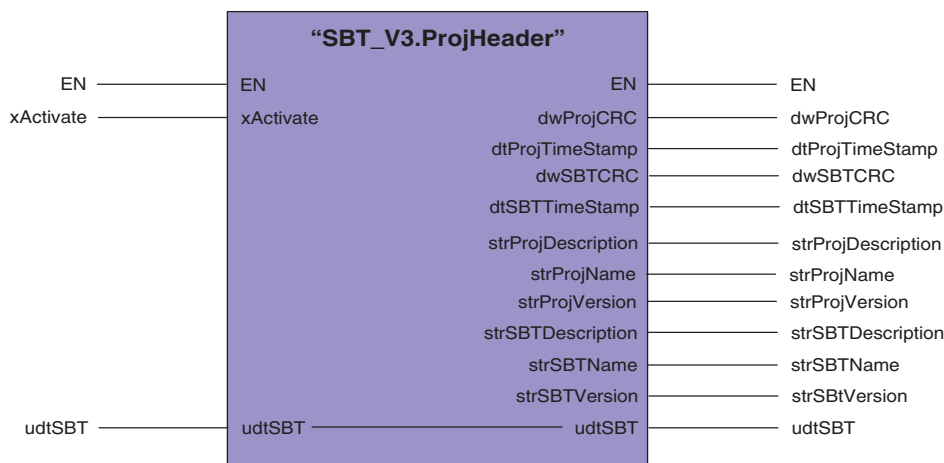 “SBT_V3.ProjHeader”
EN EN EN EN
xActivate xActivate dwProjCRC dwProjCRC
dtProjTimeStamp dtProjTimeStamp
dwSBTCRC dwSBTCRC
dtSBTTimeStamp dtSBTTimeStamp
strProjDescription strProjDescription
strProjName strProjName
strProjVersion strProjVersion
strSBTDescription strSBTDescription
strSBTName strSBTName
strSBTVersion strSBtVersion
udtSBT udtSBT udtSBT udtSBT